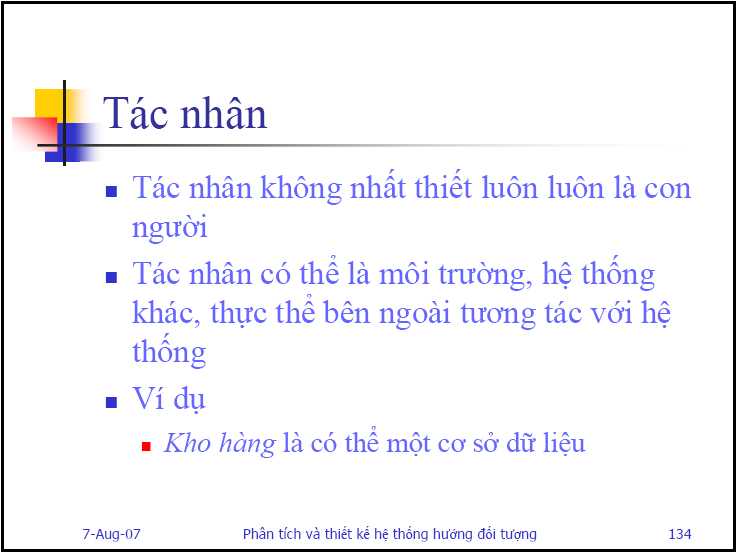 Tác nhân
Tác nhân không nhất thiết luôn luôn là con
người
Tác nhân có thể là môi trường, hệ thống
khác, thực thể bên ngoài tương tác với hệ
thống
Ví dụ
Kho hàng là có thể một cơ sở dữ liệu
7-Aug-07 Phân tích và thiết kế hệ thống hướng đối tượng 134